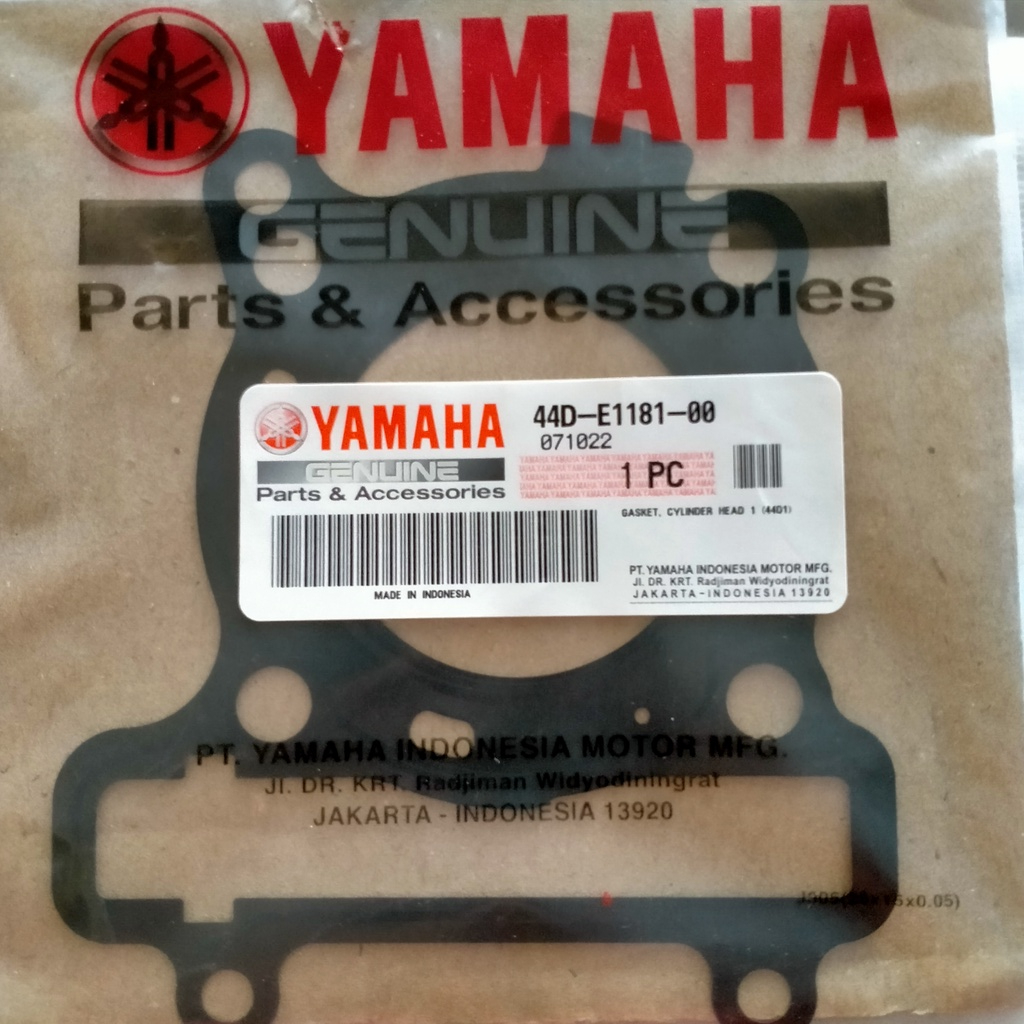 YAMAHA
GENUINE
Parts & Accessories
YAMAHA
GENUINE
Parts & Accessories
44D-E1181-00
071022
1 PC
GASKET, CYLINDER HEAD 1 (44D1)
MADE IN INDONESIA
PT. YAMAHA INDONESIA MOTOR MFG.
Jl. DR. KRT. Radjiman Widyodiningrat
JAKARTA - INDONESIA 13920
PT. YAMAHA INDONESIA MOTOR MFG.
Jl. DR. KRT. Radjiman Widyodiningrat
JAKARTA - INDONESIA 13920